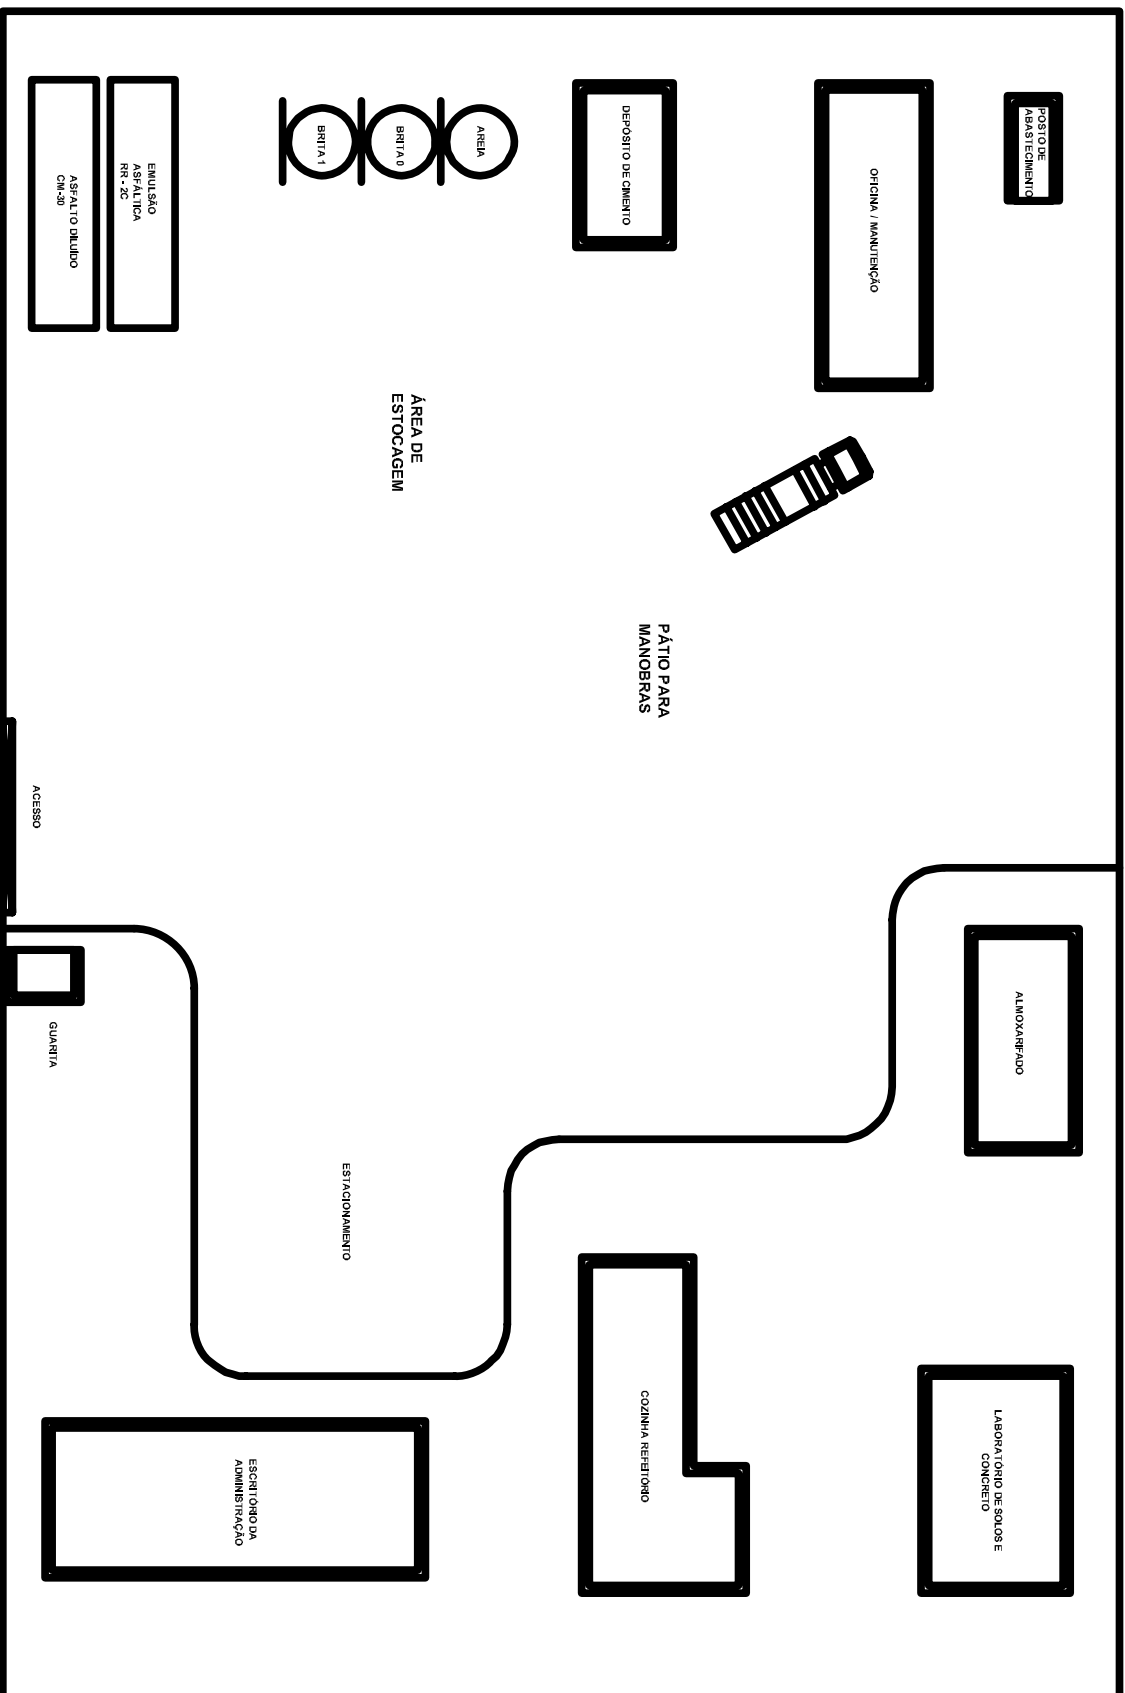 POSTO DE
ABASTECIMENTO
OFICINA / MANUTENÇÃO
DEPÓSITO DE CIMENTO
AREIA
BRITA 0
BRITA 1
EMULSÃO
ASFÁLTICA
RR - 2C
ASFALTO DILUÍDO
CM-30
ÁREA DE
ESTOCAGEM
PÁTIO PARA
MANOBRAS
ACESSO
GUARITA
ALMOXARIFADO
ESTACIONAMENTO
LABORATÓRIO DE SOLOS E
CONCRETO
COZINHA REFEITÓRIO
ESCRITÓRIO DA
ADMINISTRAÇÃO